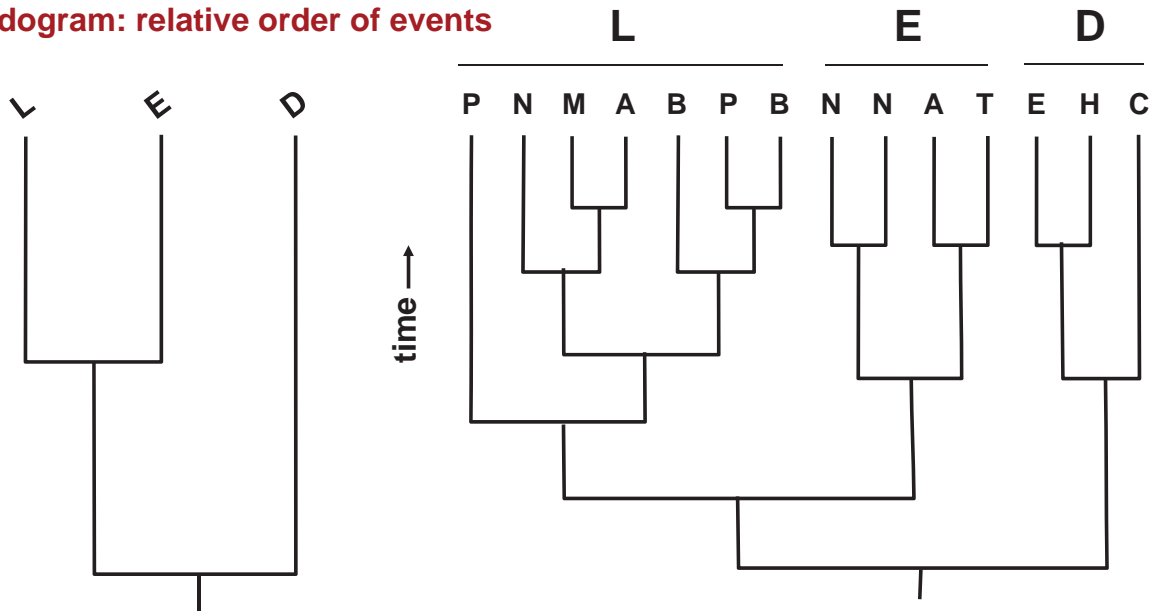 dogram: relative order of events
L E D
L E D
P N M A B P B N N A T E H C
time